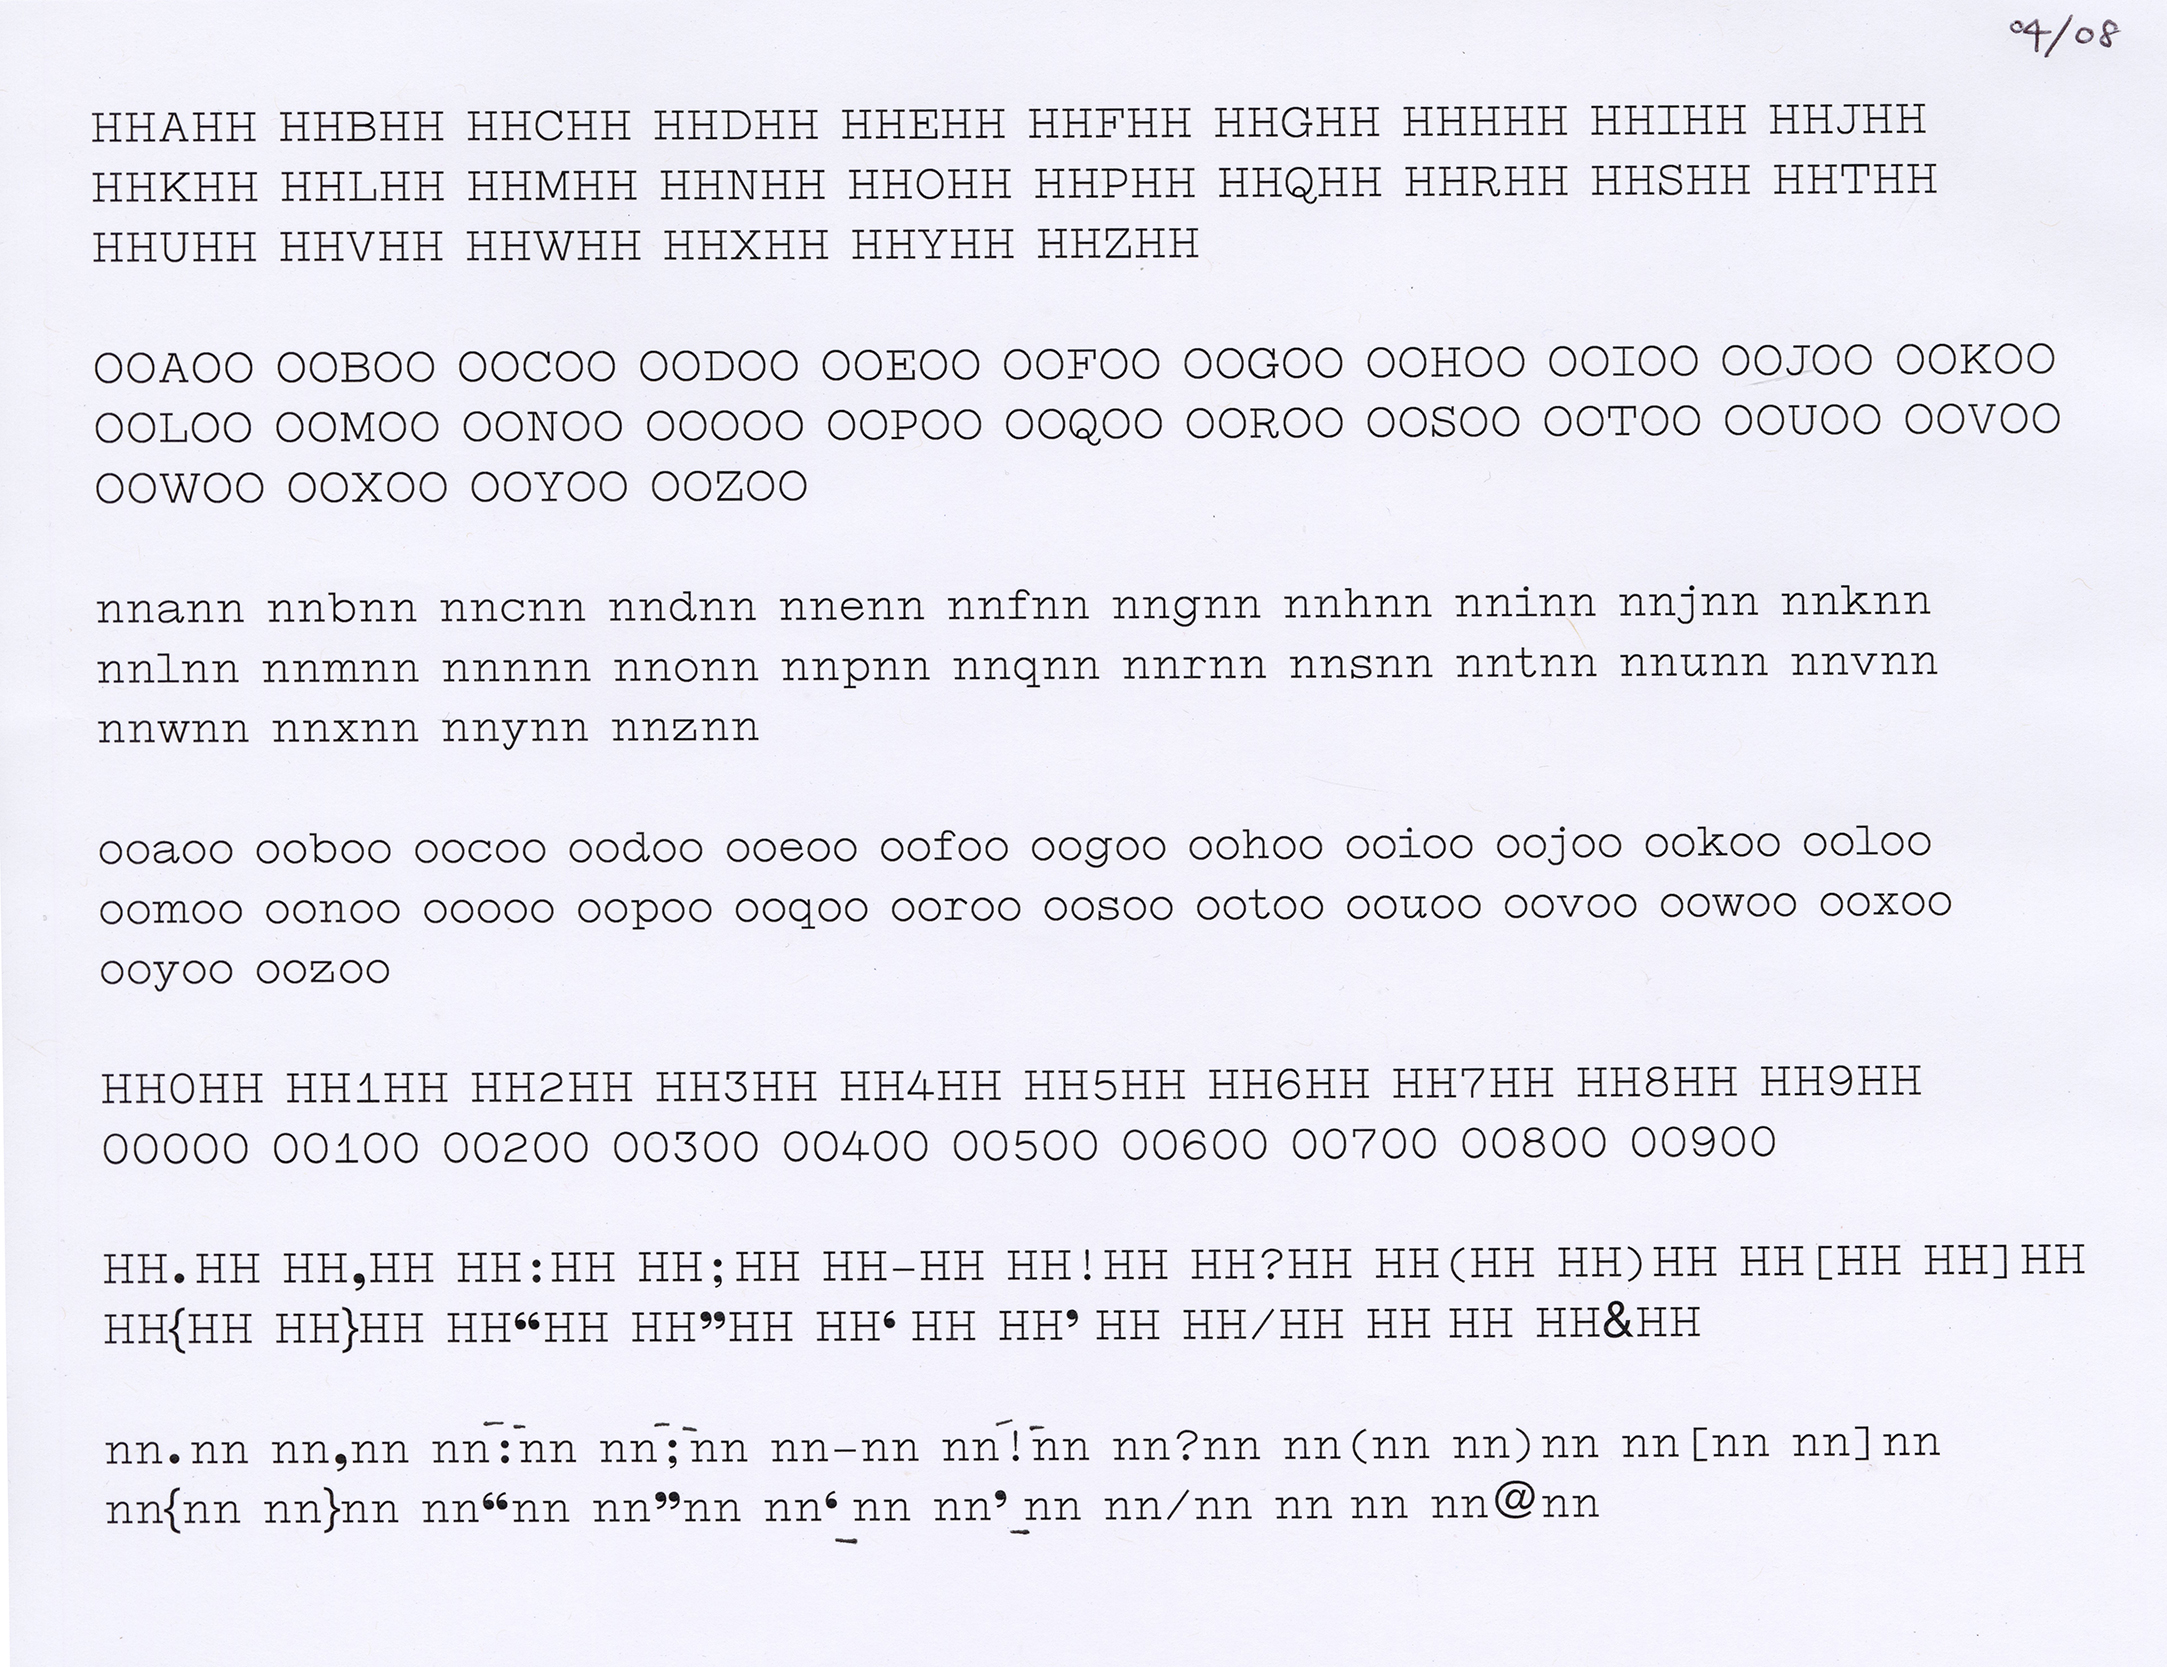 04/08
HHAHH HHBHH HHCHH HHDHH HHEHH HHFHH HHGHH HHHHH HHIHH HHJHH
HHKHH HHLHH HHMHH HHNHH HHOHH HHPHH HHQHH HHRHH HHSHH HHTHH
HHUHH HHVHH HHWHH HHXHH HHYHH HHZHH
OOAOO OOBOO OOCOO OODOO OOEOO OOFOO OOGOO OOHOO OOIOO OOJOO OOKOO
OOLOO OOMOO OONOO OOOOO OOPOO OOQOO OOROO OOSOO OOTOO OOUOO OOVOO
OOWOO OOXOO OOYOO OOZOO
nnann nnbnn nncnn nndnn nnenn nnfnn nngnn nnhnn nninn nnjnn nnknn
nnlnn nnmnn nnnnn nnonn nnpnn nnqnn nnrnn nnsnn nntnn nnunn nnvnn
nnwnn nnxnn nnynn nnznn
ooaoo ooboo oocoo oodoo ooeoo oofoo oogoo oohoo ooioo oojoo ookoo ooloo
oomoo oonoo ooooo oopoo ooqoo ooroo oosoo ootoo oouoo oovoo oowoo ooxoo
ooyoo oozoo
HH0HH HH1HH HH2HH HH3HH HH4HH HH5HH HH6HH HH7HH HH8HH HH9HH
00000 00100 00200 00300 00400 00500 00600 00700 00800 00900
HH.HH HH,HH HH:HH HH;HH HH–HH HH!HH HH?HH HH(HH HH)HH HH[HH HH]HH
HH{HH HH}HH HH“HH HH”HH HH‘ HH HH’ HH HH/HH HH HH HH&HH
nn.nn nn,nn nn:nn nn;nn nn–nn nn!nn nn?nn nn(nn nn)nn nn[nn nn]nn
nn{nn nn}nn nn“nn nn”nn nn‘ nn nn’ nn nn/nn nn nn nn@nn